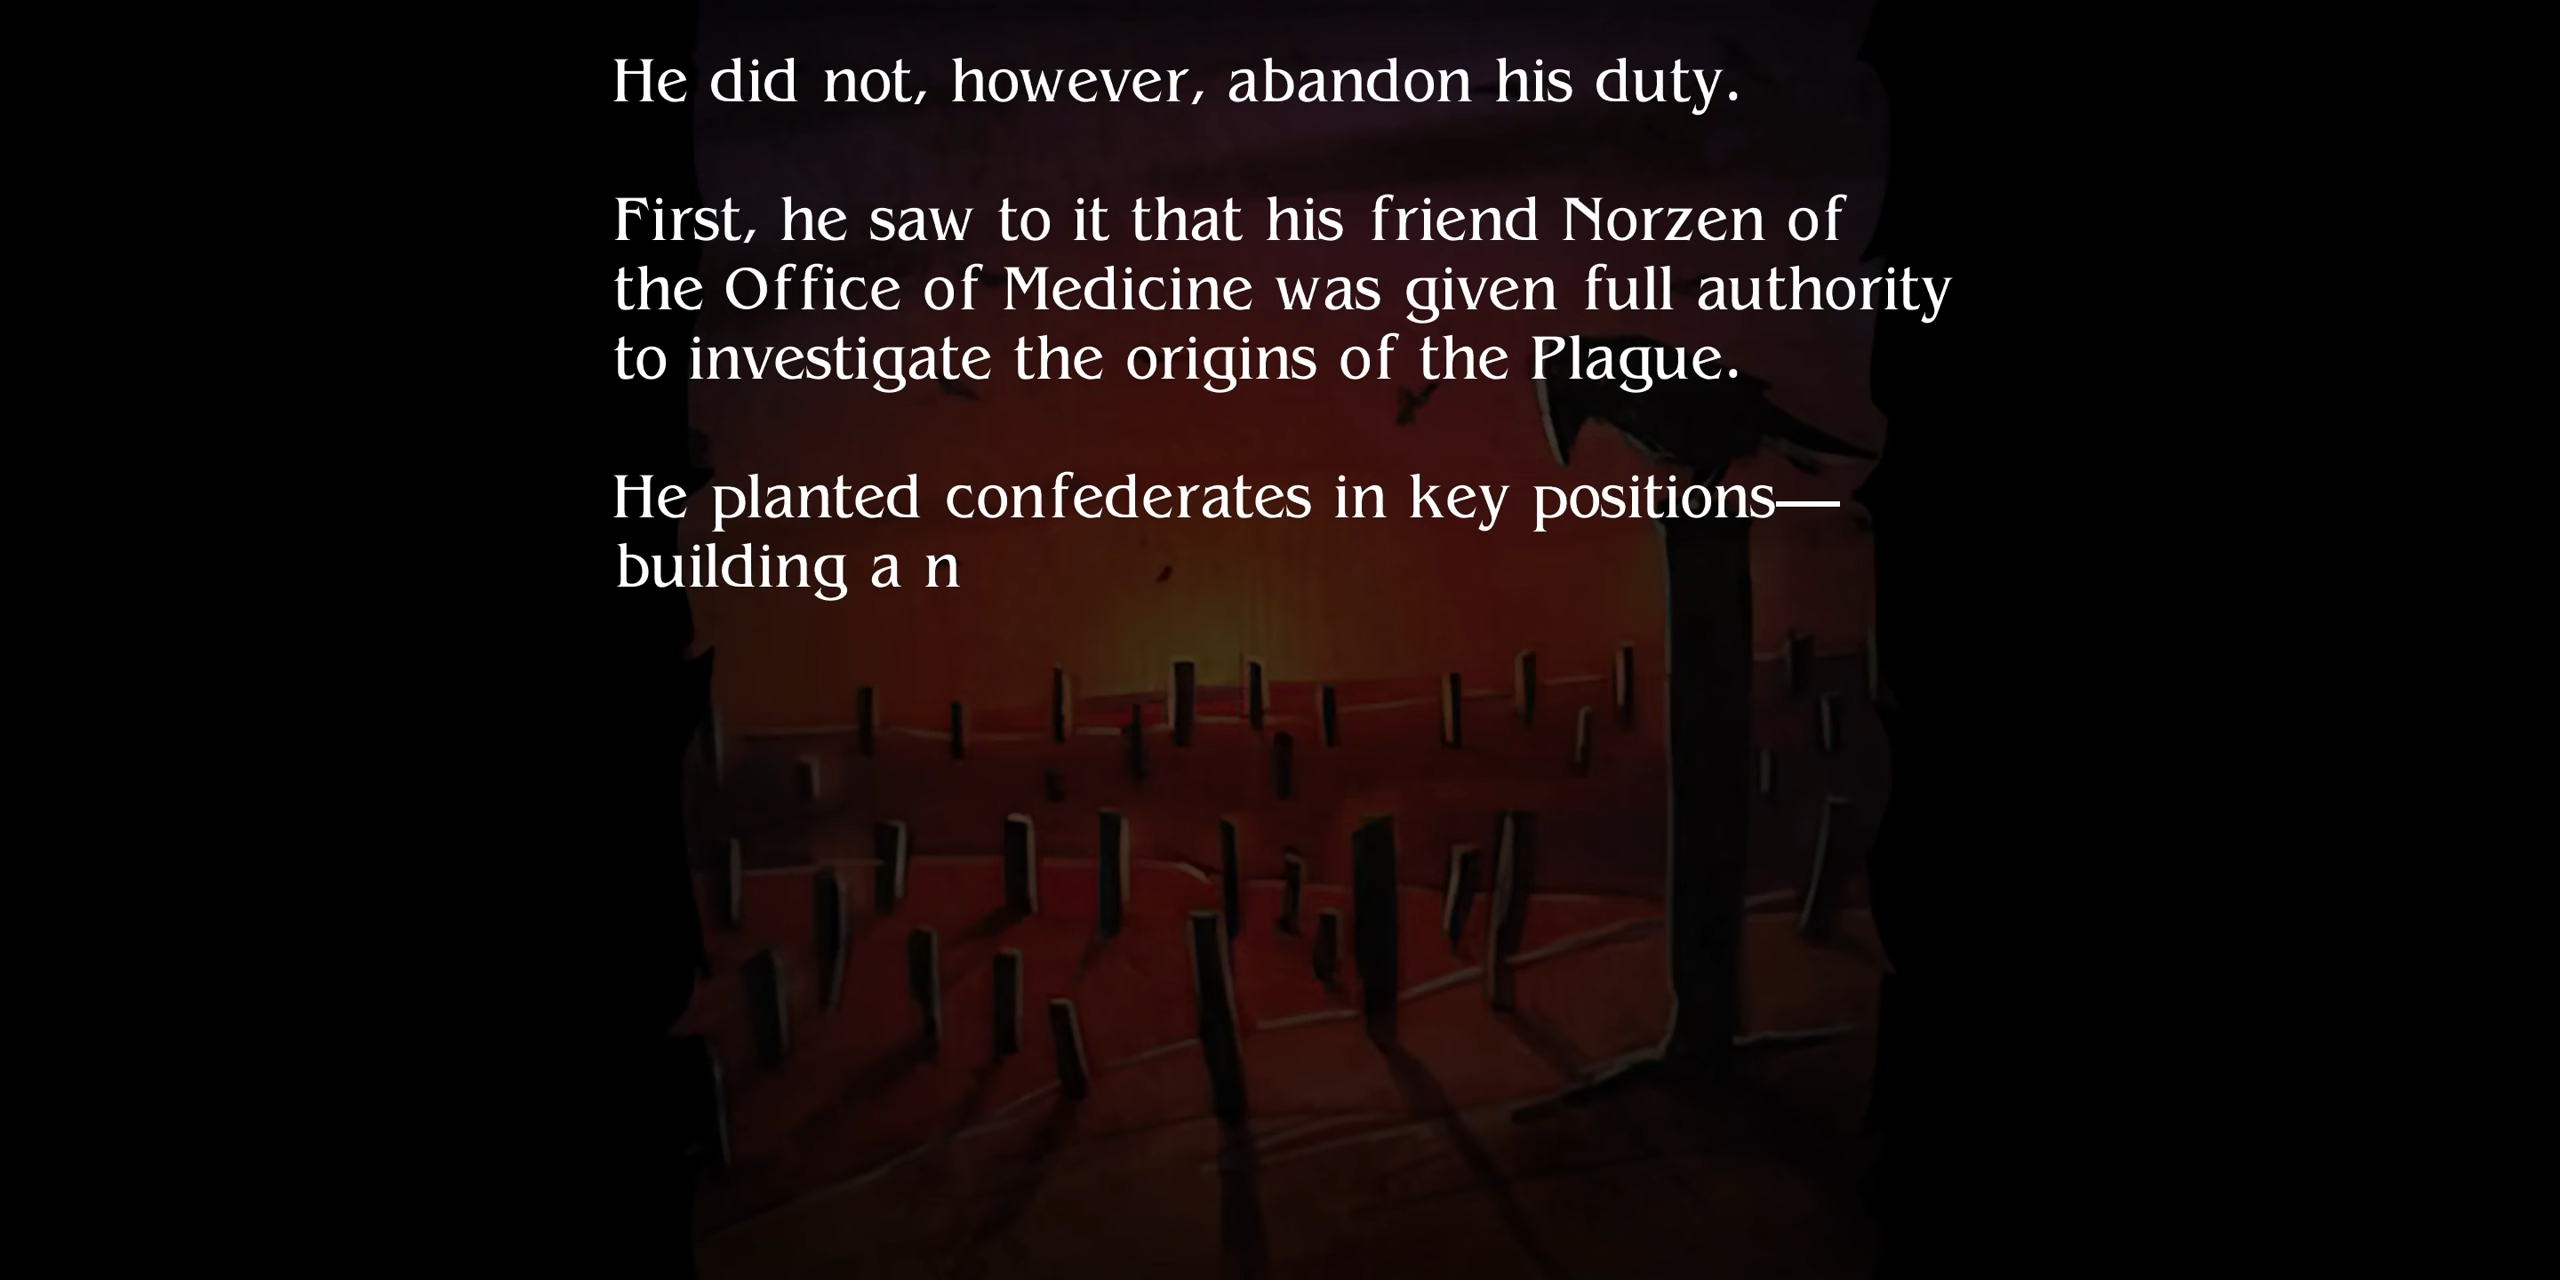 He did not, however, abandon his duty.
First, he saw to it that his friend Norzen of
the Office of Medicine was given full authority
to investigate the origins of the Plague.
He planted confederates in key positions—
building a n